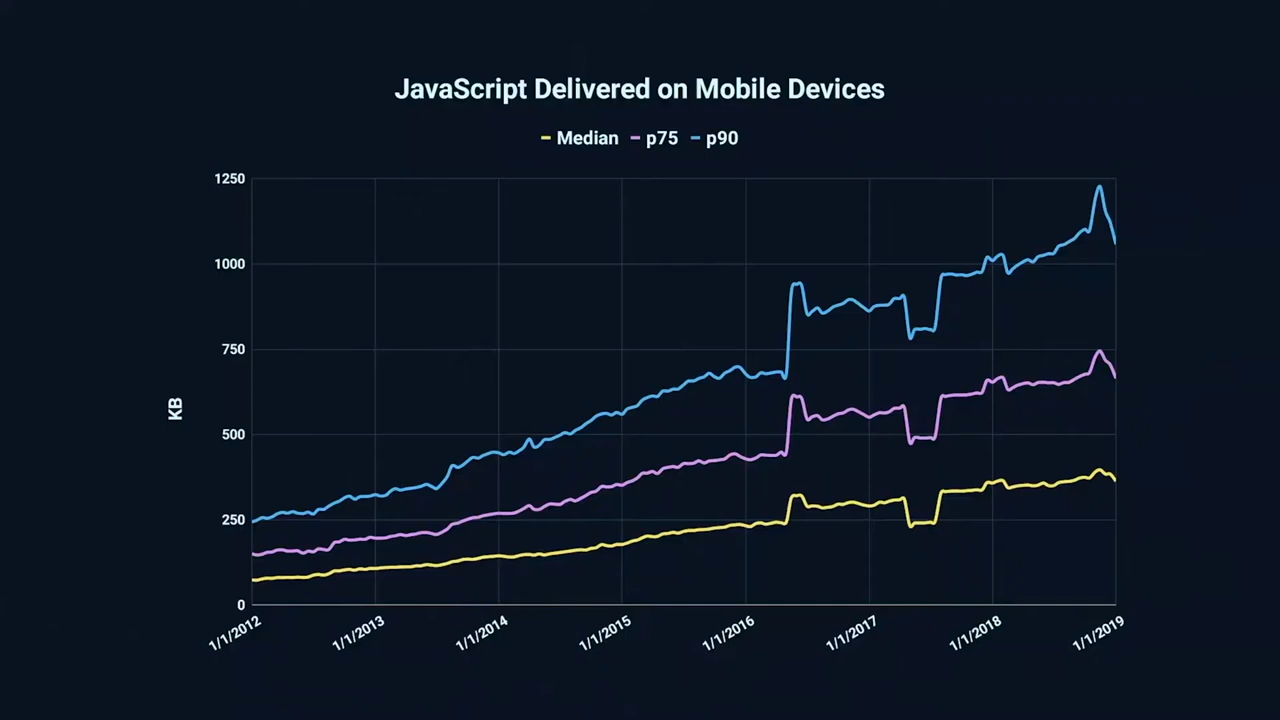 JavaScript Delivered on Mobile Devices
Median p75 p90
1250
1000
750
500
250
0
KB
1/1/2012 1/1/2013 1/1/2014 1/1/2015 1/1/2016 1/1/2017 1/1/2018 1/1/2019